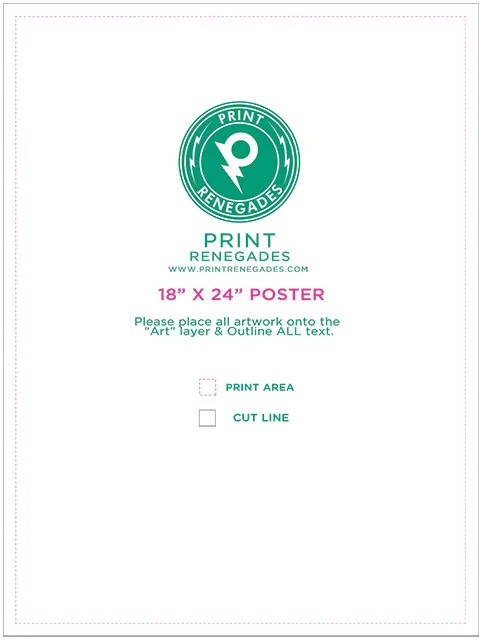 PRINT
RENEGADES
PRINT
RENEGADES
WWW.PRINTRENEGADES.COM
18” X 24” POSTER
Please place all artwork onto the
“Art” layer & Outline ALL text.
PRINT AREA
CUT LINE